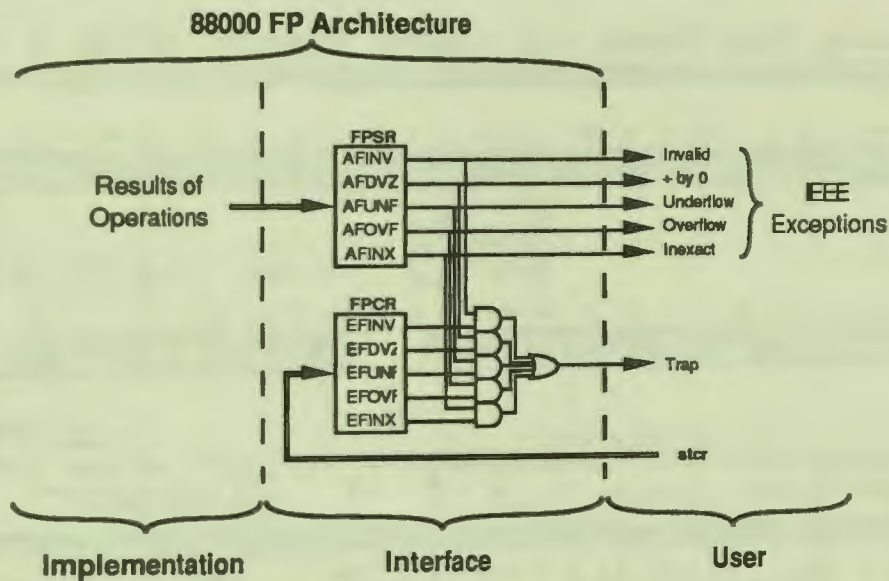 88000 FP Architecture
FPSR
AFINV
AFDVZ
AFUNF
AFOVF
AFINX
Results of
Operations
Invalid
+ by 0
Underflow
Overflow
Inexact
IEEE
Exceptions
FPCR
EFINV
EFDVZ
EFUNF
EFOVF
EFINX
Trap
stcr
Implementation
Interface
User